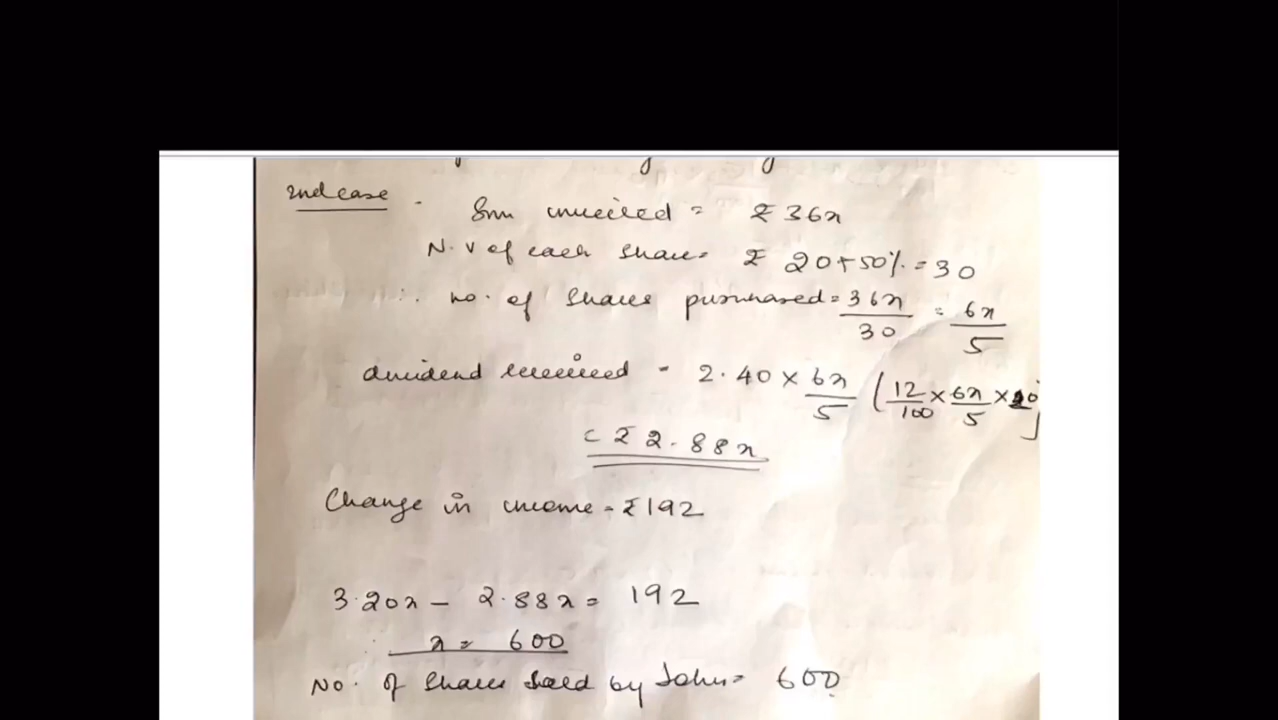 2nd case - Sum invested = ₹ 36x
N.V of each share = ₹ 20+50% = 30
∴ no. of shares purchased = 36x/30 = 6x/5
dividend received = 2.40 × 6x/5 (12/100 × 6x/5 × 20)
= ₹ 2.88x
Change in income = ₹192
3.20x - 2.88x = 192
x = 600
No. of shares sold by John = 600